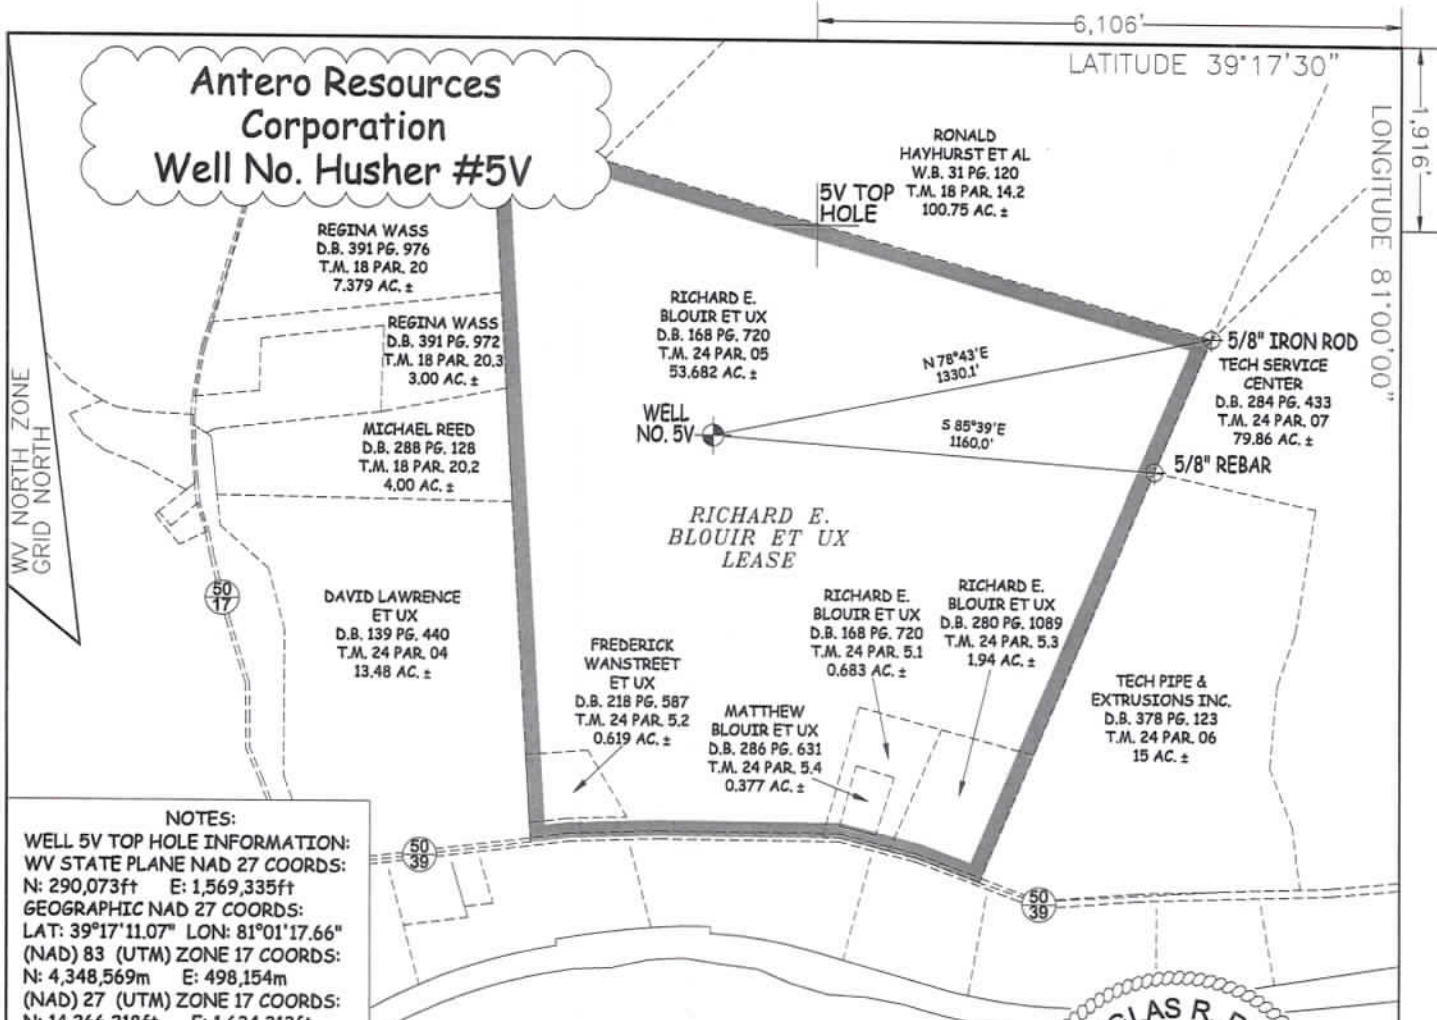 6,106'
LATITUDE 39°17'30"
1,916'
LONGITUDE 81°00'00"
Antero Resources
Corporation
Well No. Husher #5V
WV NORTH ZONE
GRID NORTH
RONALD
HAYHURST ET AL
W.B. 31 PG. 120
T.M. 18 PAR. 14.2
100.75 AC. ±
5V TOP
HOLE
REGINA WASS
D.B. 391 PG. 976
T.M. 18 PAR. 20
7.379 AC. ±
REGINA WASS
D.B. 391 PG. 972
T.M. 18 PAR. 20.3
3.00 AC. ±
MICHAEL REED
D.B. 288 PG. 128
T.M. 18 PAR. 20.2
4.00 AC. ±
RICHARD E.
BLOUIR ET UX
D.B. 168 PG. 720
T.M. 24 PAR. 05
53.682 AC. ±
N 78°43'E
1330.1'
5/8" IRON ROD
TECH SERVICE
CENTER
D.B. 284 PG. 433
T.M. 24 PAR. 07
79.86 AC. ±
WELL
NO. 5V
S 85°39'E
1160.0'
5/8" REBAR
RICHARD E.
BLOUIR ET UX
LEASE
50
17
DAVID LAWRENCE
ET UX
D.B. 139 PG. 440
T.M. 24 PAR. 04
13.48 AC. ±
FREDERICK
WANSTREET
ET UX
D.B. 218 PG. 587
T.M. 24 PAR. 5.2
0.619 AC. ±
MATTHEW
BLOUIR ET UX
D.B. 286 PG. 631
T.M. 24 PAR. 5.4
0.377 AC. ±
RICHARD E.
BLOUIR ET UX
D.B. 168 PG. 720
T.M. 24 PAR. 5.1
0.683 AC. ±
RICHARD E.
BLOUIR ET UX
D.B. 280 PG. 1089
T.M. 24 PAR. 5.3
1.94 AC. ±
TECH PIPE &
EXTRUSIONS INC.
D.B. 378 PG. 123
T.M. 24 PAR. 06
15 AC. ±
50
39
50
39
NOTES:
WELL 5V TOP HOLE INFORMATION:
WV STATE PLANE NAD 27 COORDS:
N: 290,073ft E: 1,569,335ft
GEOGRAPHIC NAD 27 COORDS:
LAT: 39°17'11.07" LON: 81°01'17.66"
(NAD) 83 (UTM) ZONE 17 COORDS:
N: 4,348,569m E: 498,154m
(NAD) 27 (UTM) ZONE 17 COORDS:
R.